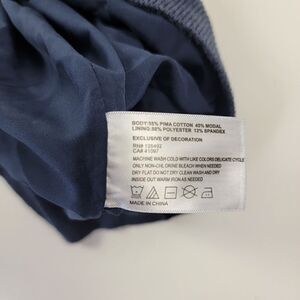 BODY:55% PIMA COTTON 45% MODAL
LINING:88% POLYESTER 12% SPANDEX
EXCLUSIVE OF DECORATION
RN# 125492
CA# 41097
MACHINE WASH COLD WITH LIKE COLORS DELICATE CYCLE
ONLY NON-CHLORINE BLEACH WHEN NEEDED
DRY FLAT DO NOT DRY CLEAN WASH AND DRY
INSIDE OUT WARM IRON AS NEEDED
MADE IN CHINA